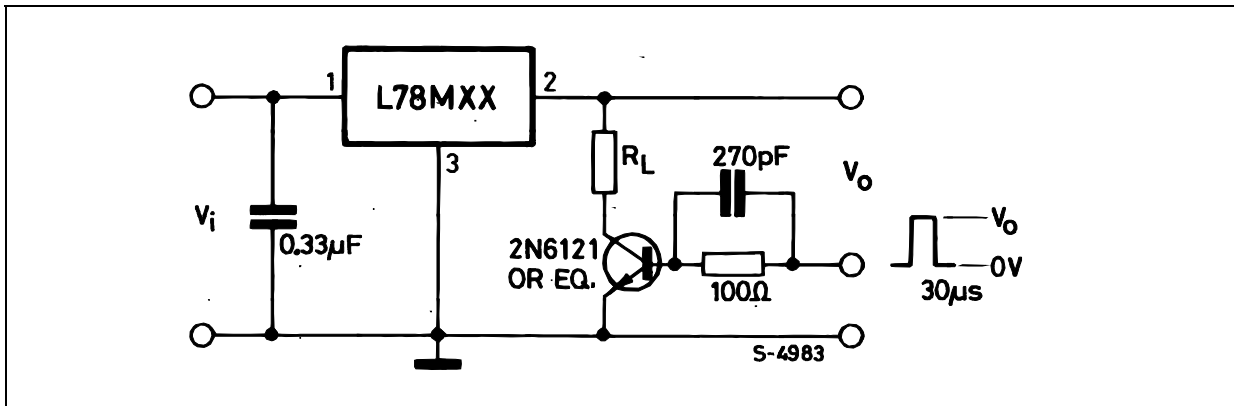 1
L78MXX
2
3
RL
270pF
Vo
Vi
0.33µF
2N6121
OR EQ.
100Ω
Vo
0V
30µs
S-4983